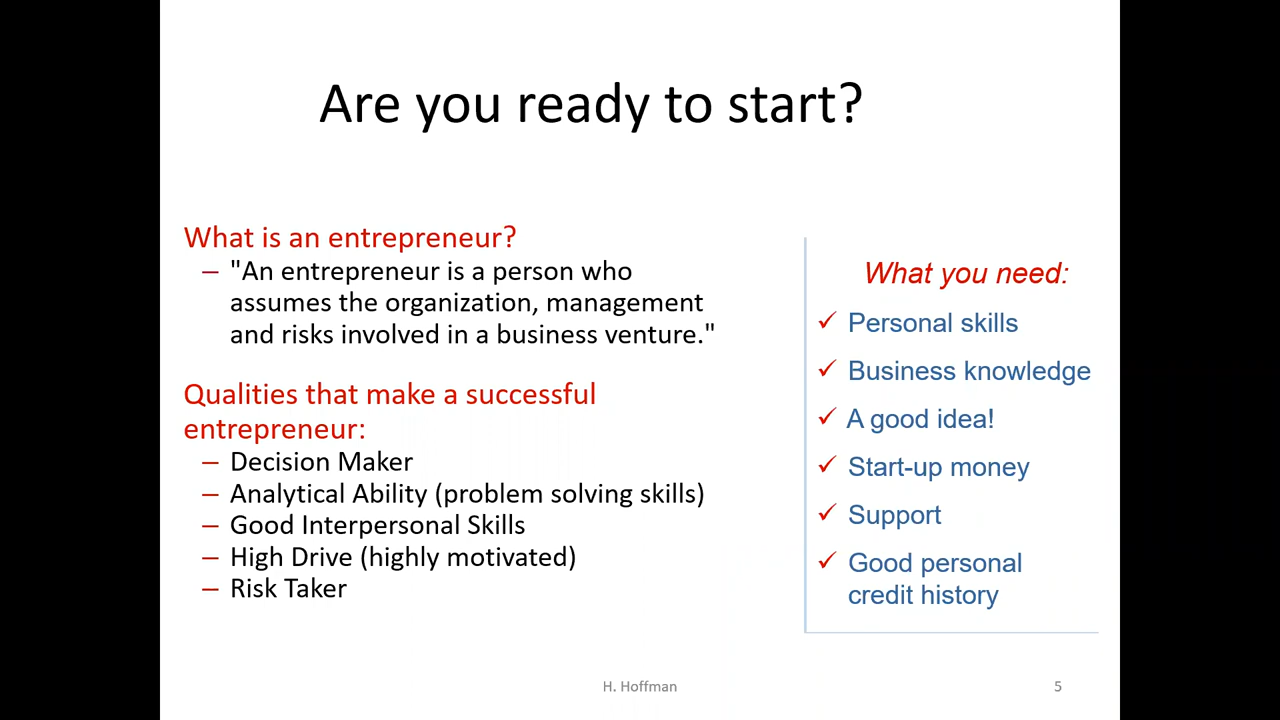 Are you ready to start?
What is an entrepreneur?
– "An entrepreneur is a person who
assumes the organization, management
and risks involved in a business venture."
Qualities that make a successful
entrepreneur:
– Decision Maker
– Analytical Ability (problem solving skills)
– Good Interpersonal Skills
– High Drive (highly motivated)
– Risk Taker
What you need:
✓ Personal skills
✓ Business knowledge
✓ A good idea!
✓ Start-up money
✓ Support
✓ Good personal
credit history
H. Hoffman
5